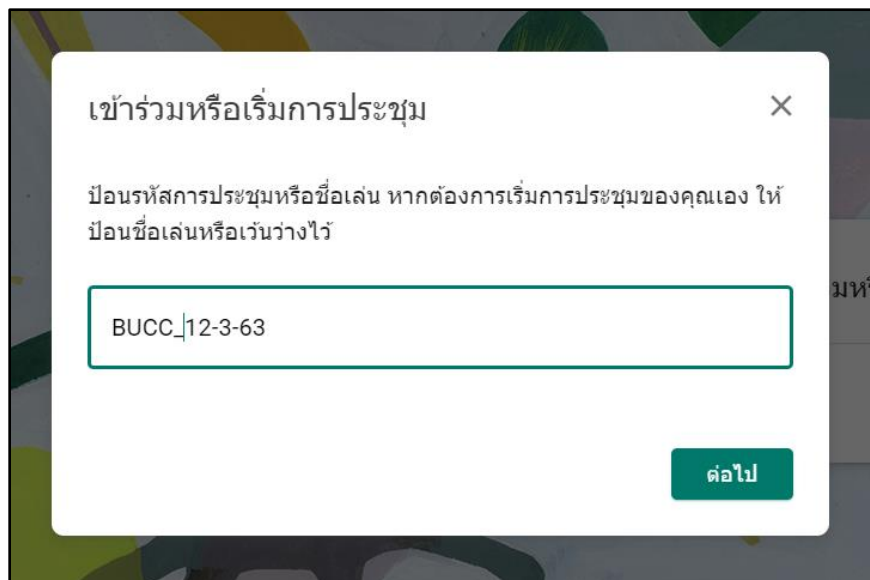 เข้าร่วมหรือเริ่มการประชุม
ป้อนรหัสการประชุมหรือชื่อเล่น หากต้องการเริ่มการประชุมของคุณเอง ให้
ป้อนชื่อเล่นหรือเว้นว่างไว้
BUCC_12-3-63
ต่อไป